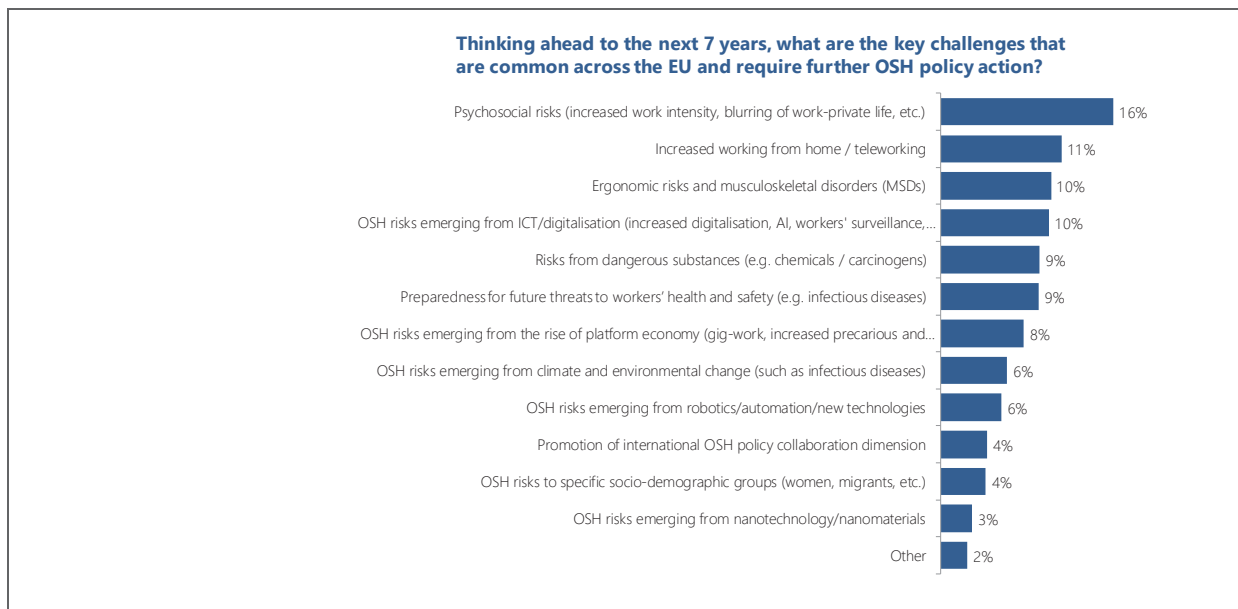 Thinking ahead to the next 7 years, what are the key challenges that
are common across the EU and require further OSH policy action?
Psychosocial risks (increased work intensity, blurring of work-private life, etc.) 16%
Increased working from home / teleworking 11%
Ergonomic risks and musculoskeletal disorders (MSDs) 10%
OSH risks emerging from ICT/digitalisation (increased digitalisation, AI, workers' surveillance,... 10%
Risks from dangerous substances (e.g. chemicals / carcinogens) 9%
Preparedness for future threats to workers’ health and safety (e.g. infectious diseases) 9%
OSH risks emerging from the rise of platform economy (gig-work, increased precarious and... 8%
OSH risks emerging from climate and environmental change (such as infectious diseases) 6%
OSH risks emerging from robotics/automation/new technologies 6%
Promotion of international OSH policy collaboration dimension 4%
OSH risks to specific socio-demographic groups (women, migrants, etc.) 4%
OSH risks emerging from nanotechnology/nanomaterials 3%
Other 2%